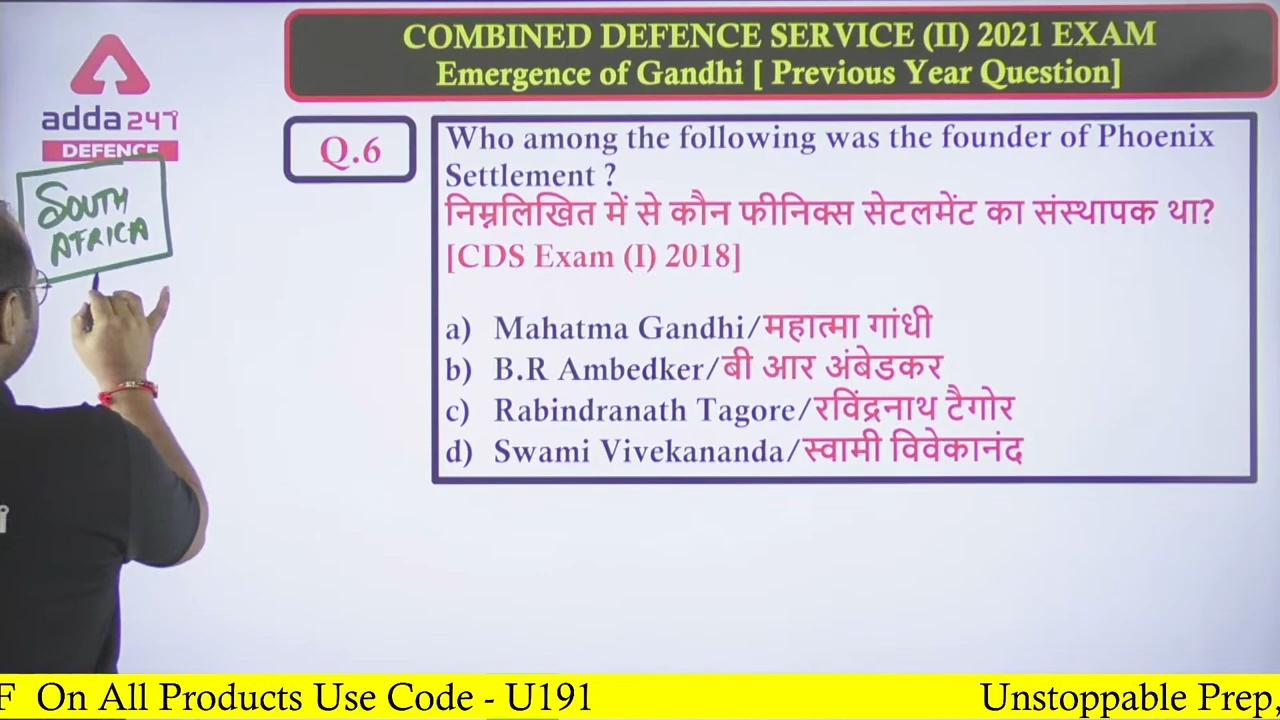 COMBINED DEFENCE SERVICE (II) 2021 EXAM
Emergence of Gandhi [ Previous Year Question]
adda 247
DEFENCE
SOUTH
AFRICA
Q.6
Who among the following was the founder of Phoenix
Settlement ?
निम्नलिखित में से कौन फीनिक्स सेटलमेंट का संस्थापक था?
[CDS Exam (I) 2018]
a) Mahatma Gandhi/महात्मा गांधी
b) B.R Ambedker/बी आर अंबेडकर
c) Rabindranath Tagore/रविंद्रनाथ टैगोर
d) Swami Vivekananda/स्वामी विवेकानंद
F On All Products Use Code - U191 Unstoppable Prep,